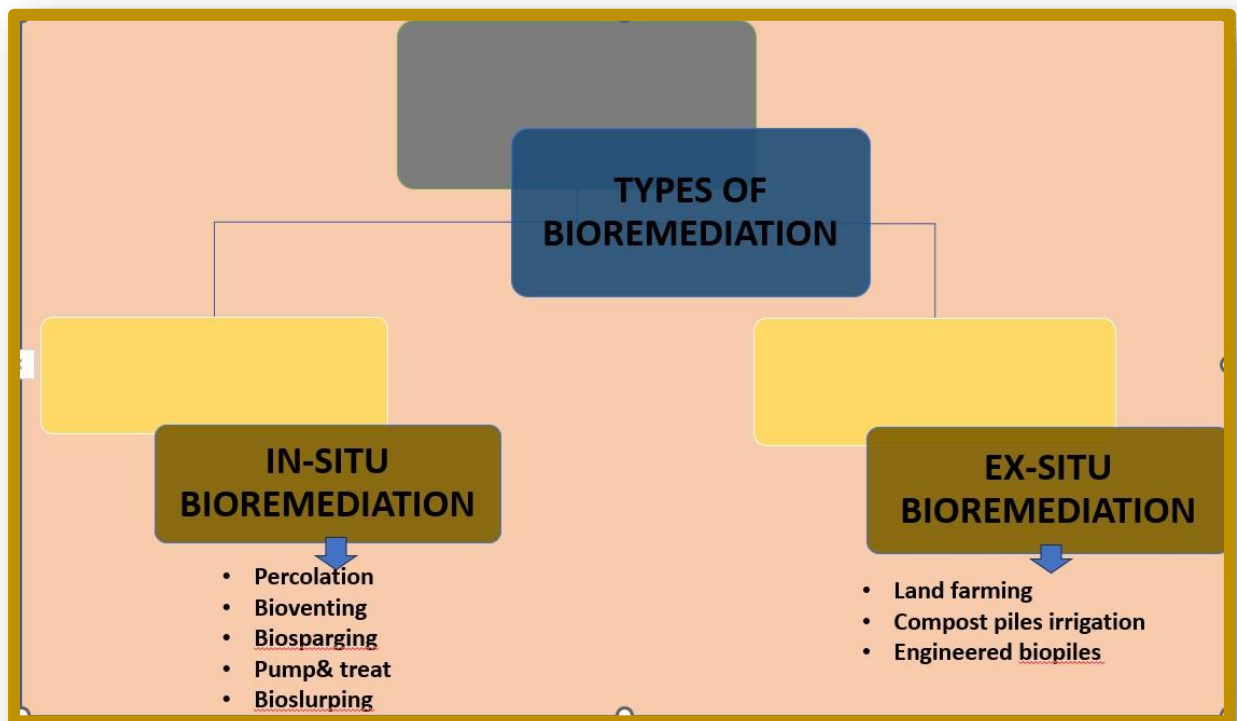 TYPES OF
BIOREMEDIATION
IN-SITU
BIOREMEDIATION
• Percolation
• Bioventing
• Biosparging
• Pump& treat
• Bioslurping
EX-SITU
BIOREMEDIATION
• Land farming
• Compost piles irrigation
• Engineered biopiles